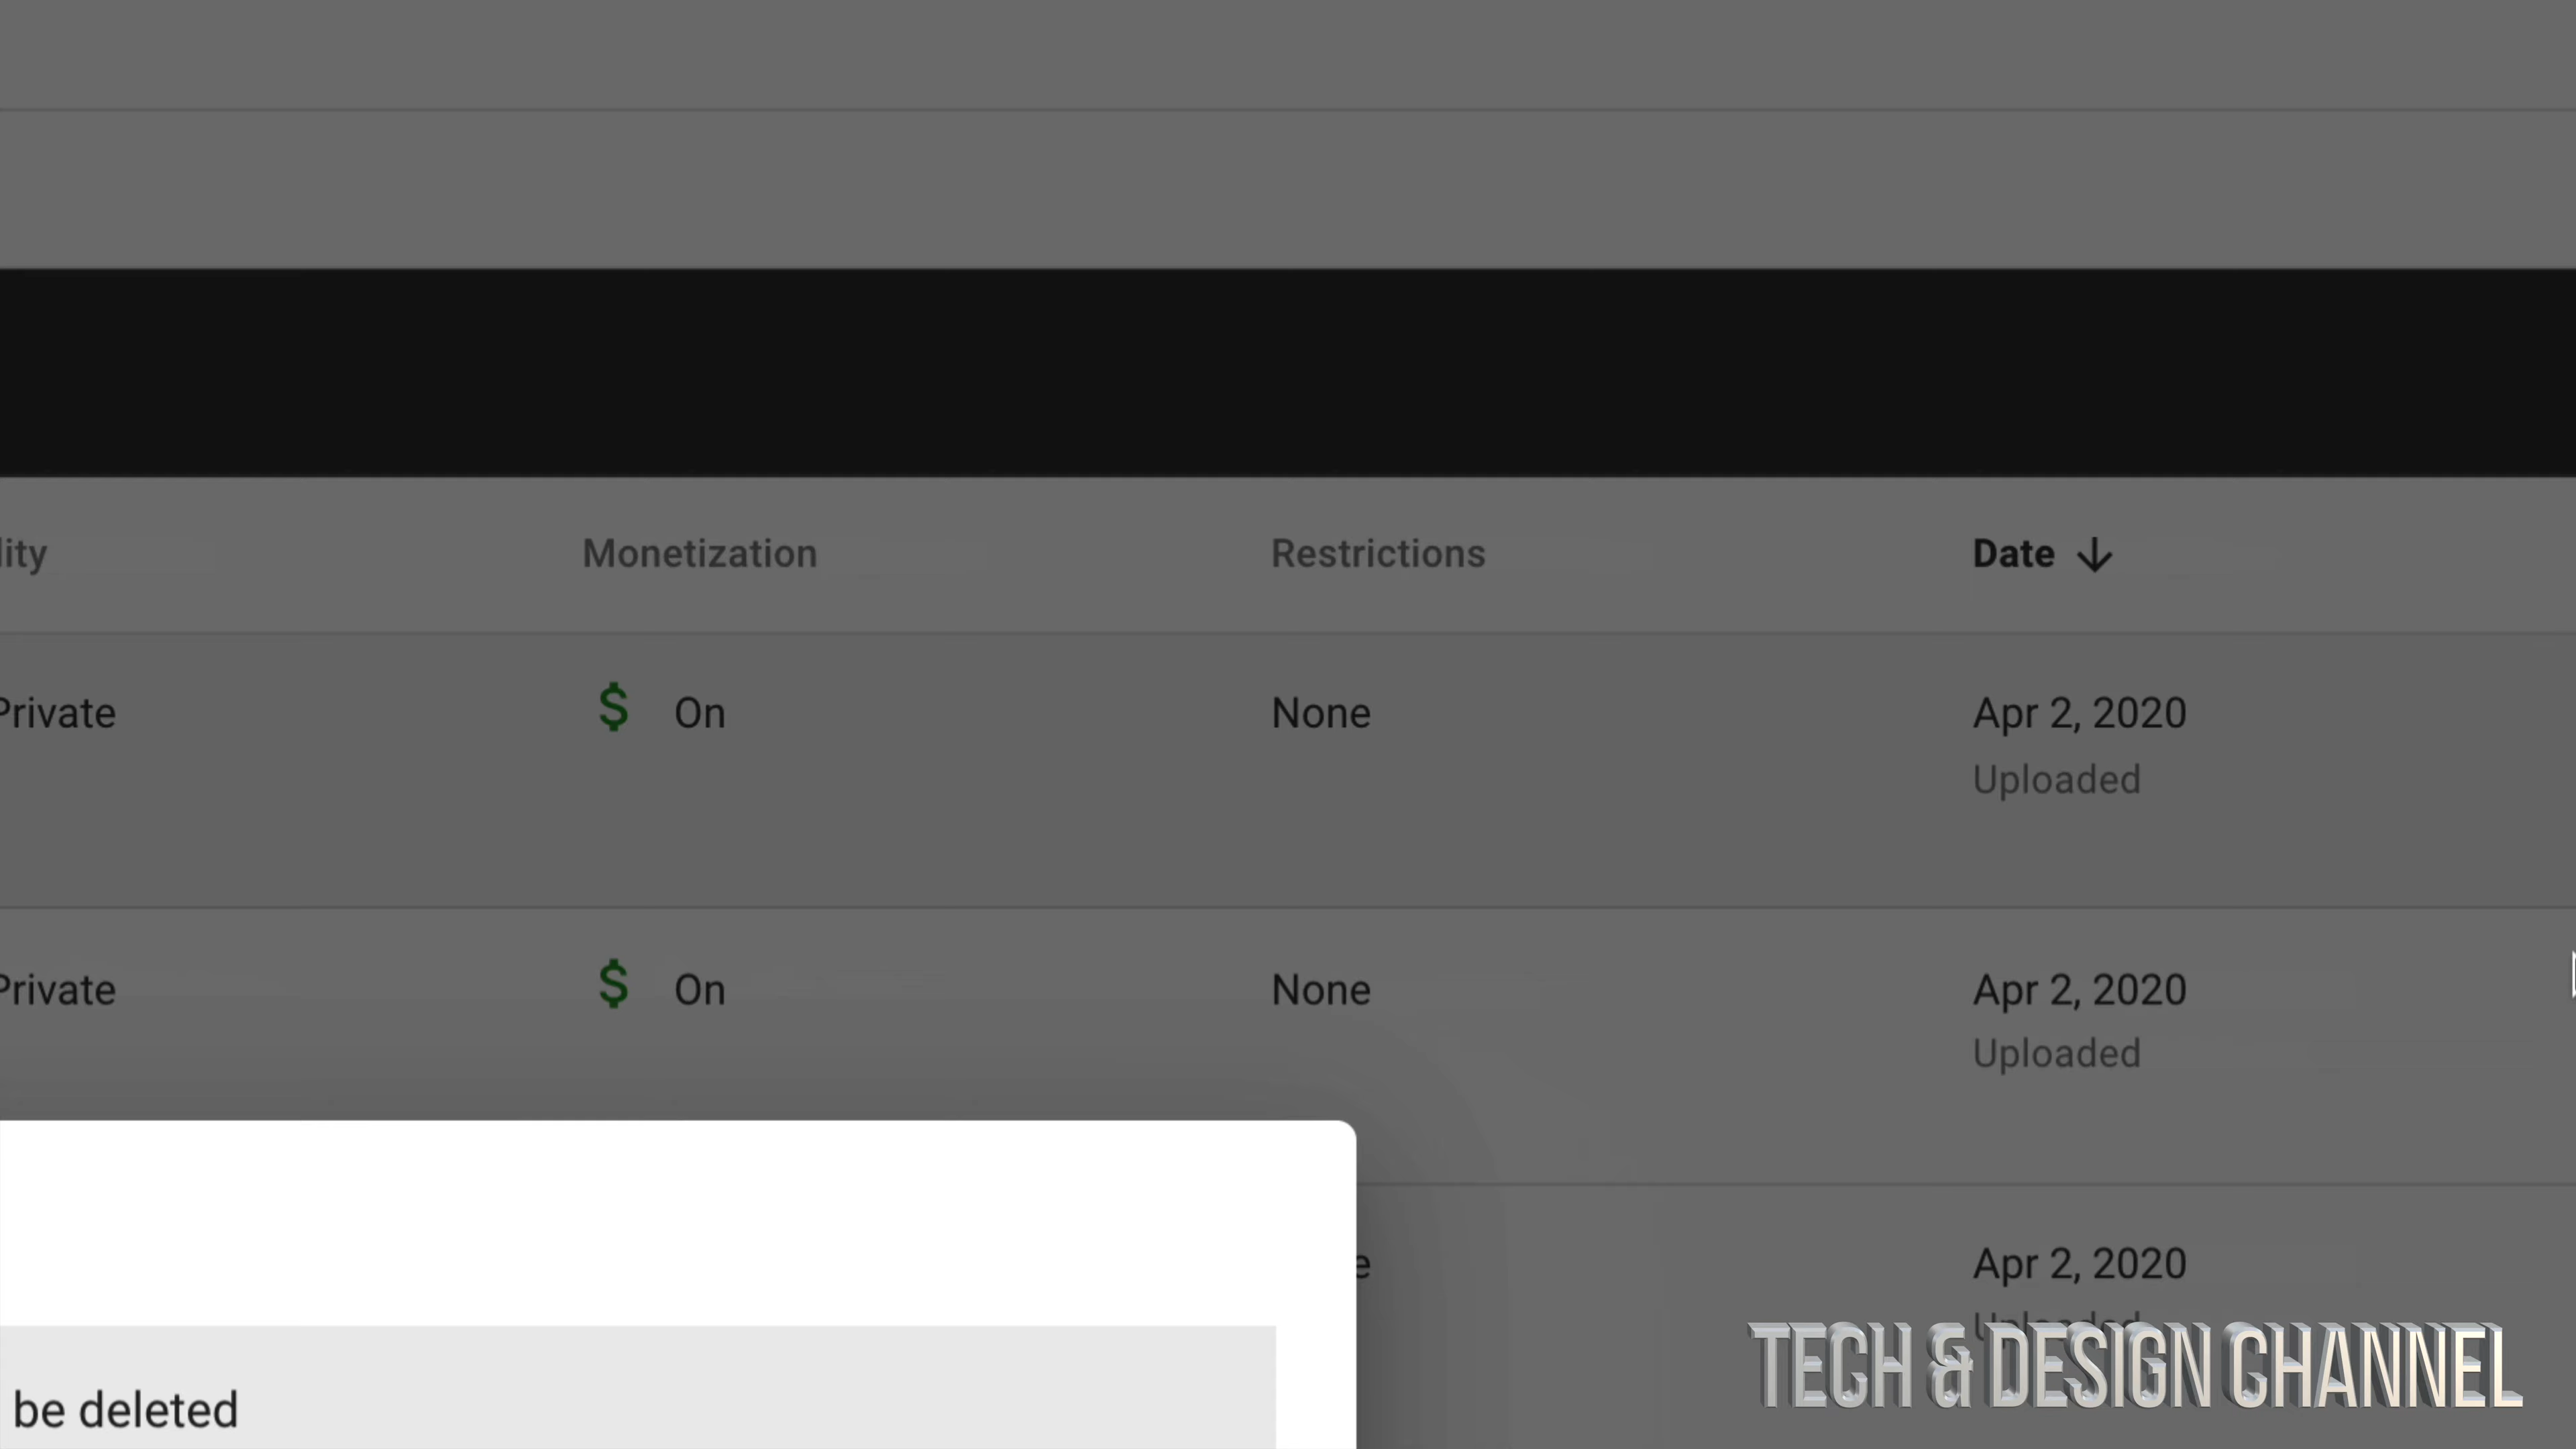 lity Monetization Restrictions Date
Private $ On None Apr 2, 2020
Uploaded
Private $ On None Apr 2, 2020
Uploaded
e Apr 2, 2020
Uploaded
be deleted
TECH & DESIGN CHANNEL